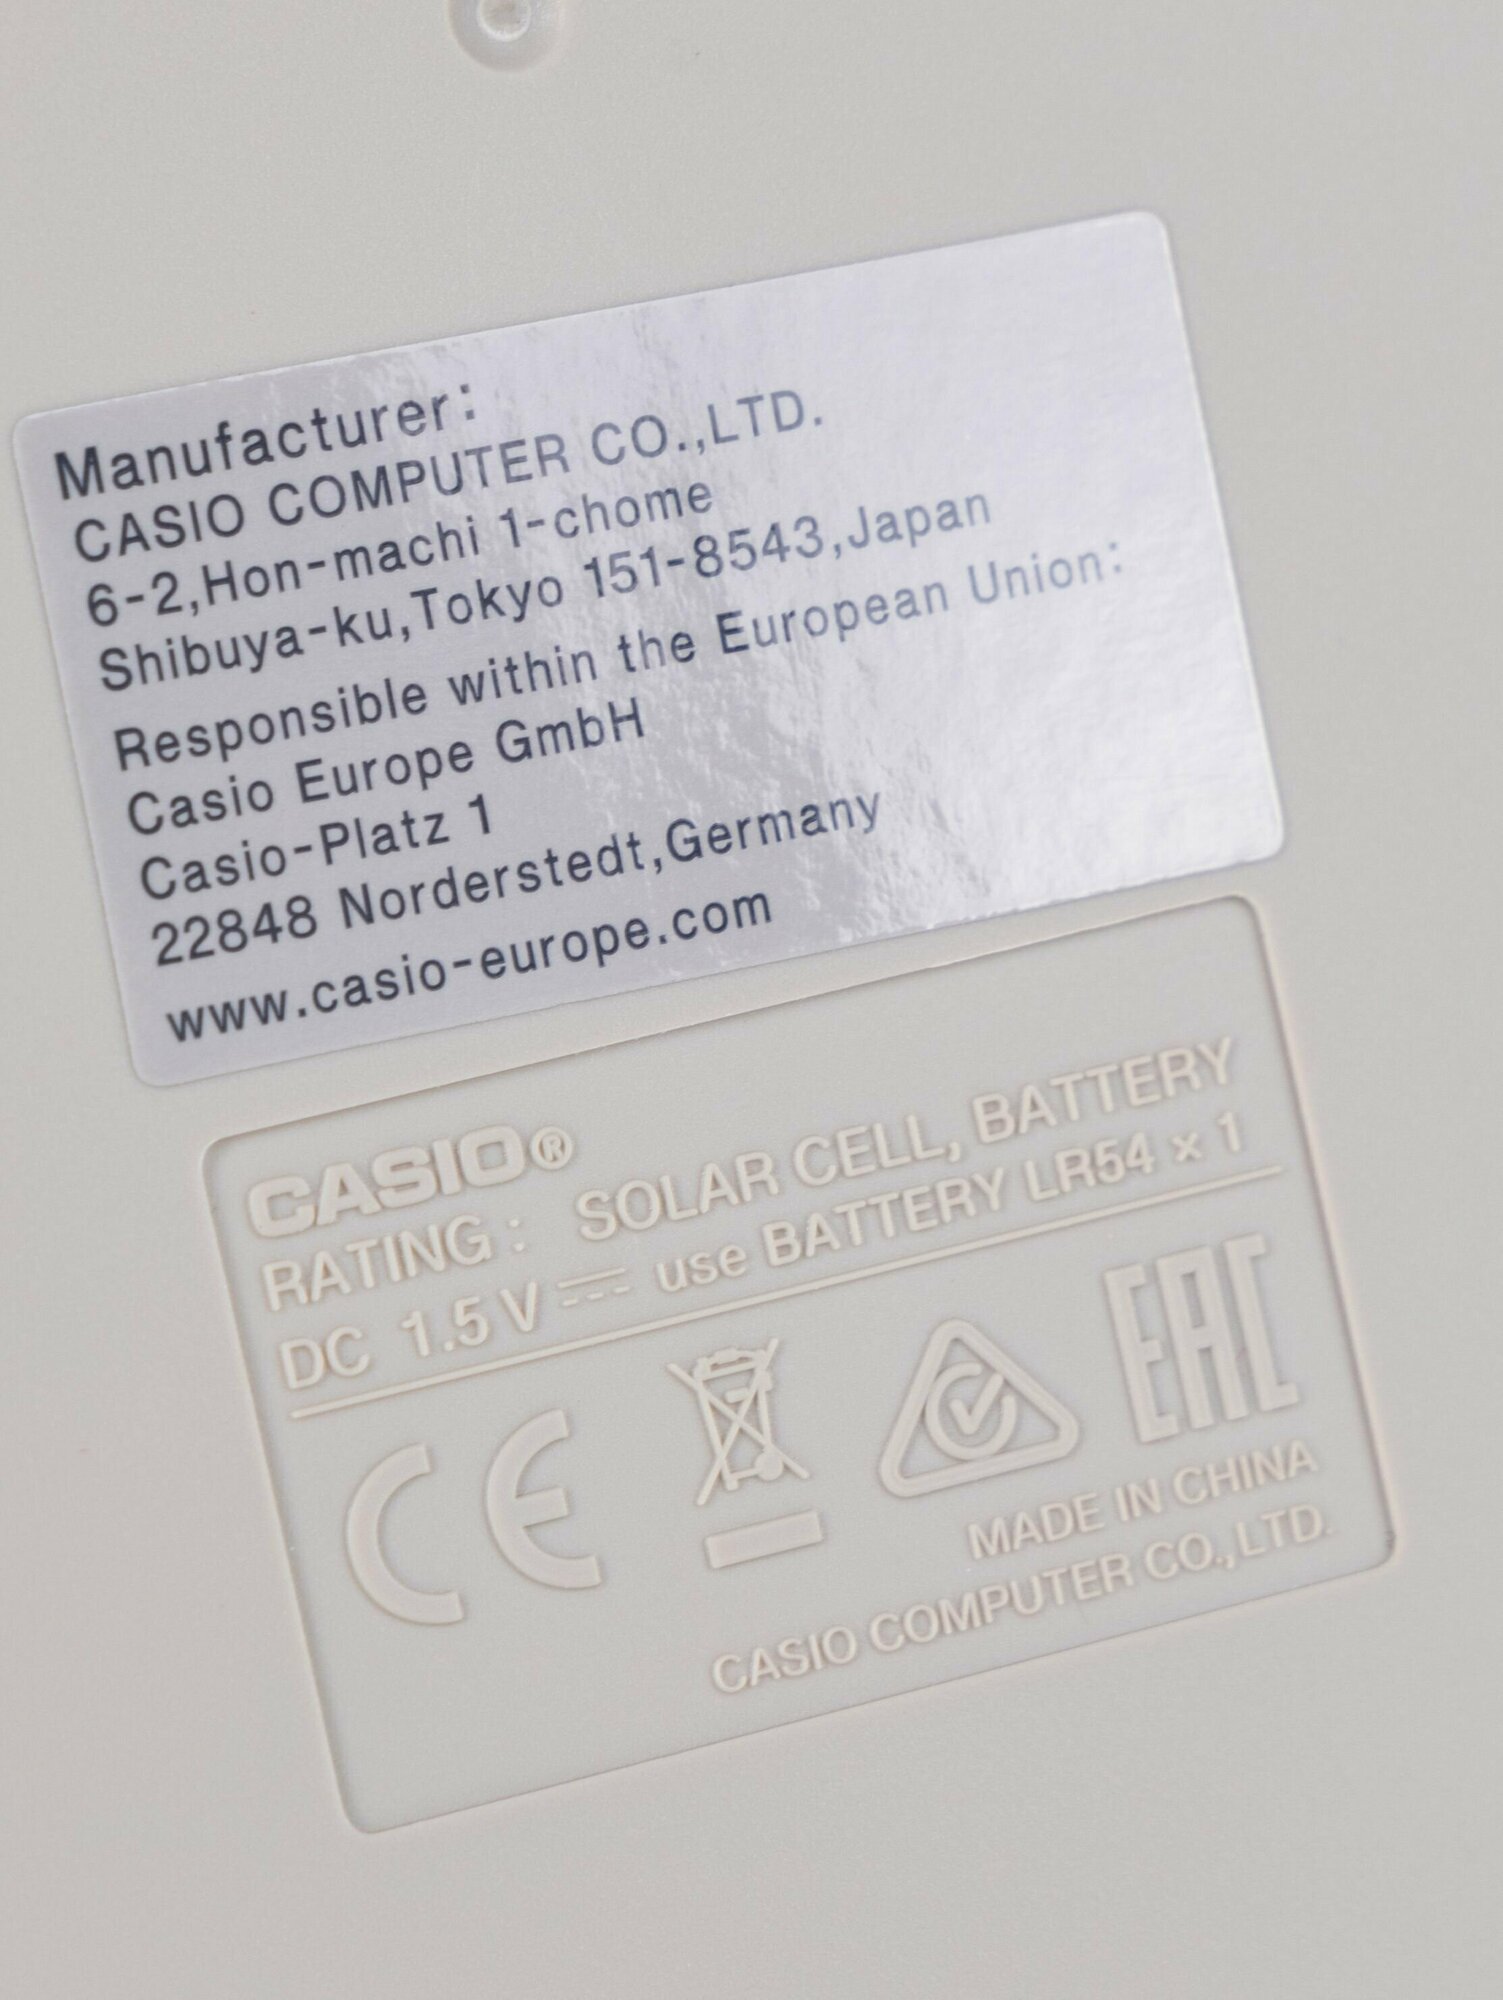 Manufacturer:
CASIO COMPUTER CO.,LTD.
6-2,Hon-machi 1-chome
Shibuya-ku,Tokyo 151-8543,Japan
Responsible within the European Union:
Casio Europe GmbH
Casio-Platz 1
22848 Norderstedt,Germany
www.casio-europe.com
CASIO®
RATING : SOLAR CELL, BATTERY
DC 1.5 V ⎓ use BATTERY LR54 × 1
CE
EAC
MADE IN CHINA
CASIO COMPUTER CO.,LTD.